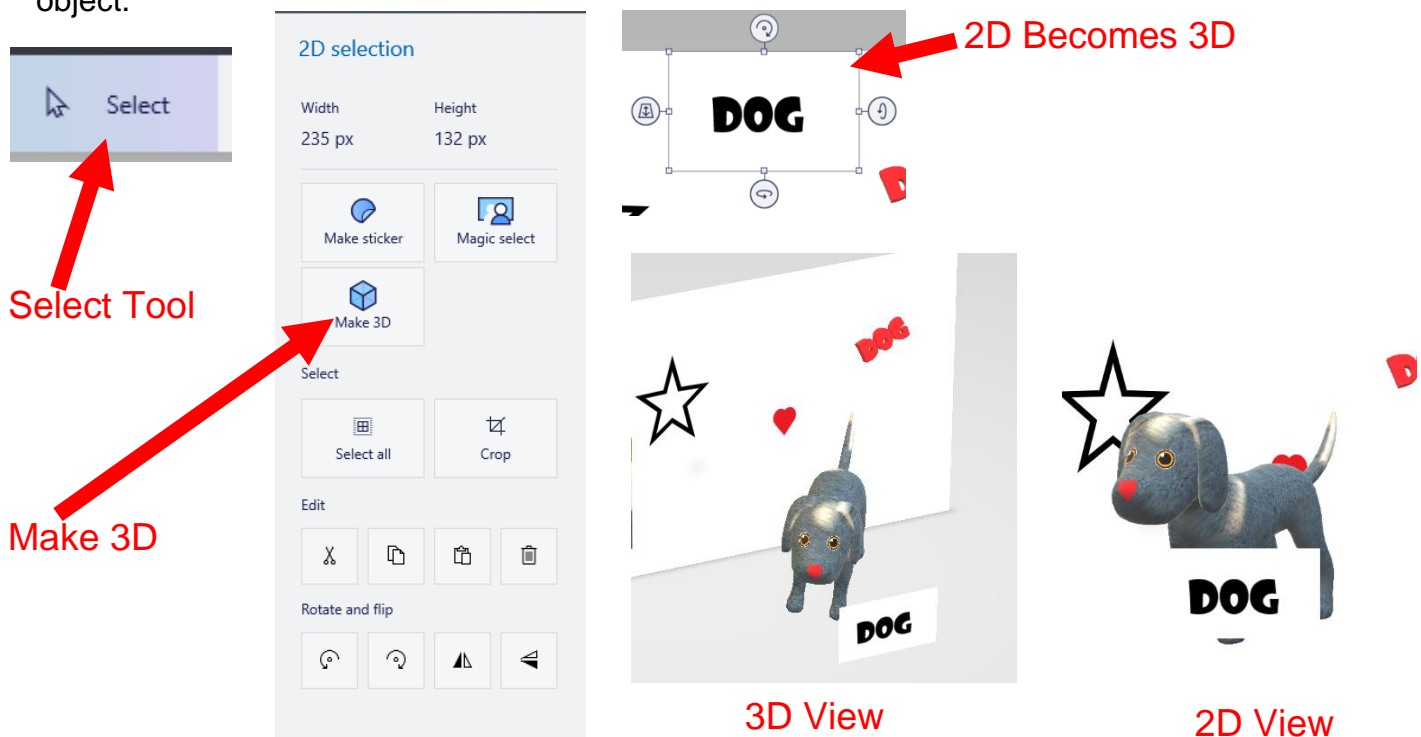 object.
Select
Select Tool
Make 3D
2D selection
Width Height
235 px 132 px
Make sticker Magic select
Make 3D
Select
Select all Crop
Edit
Rotate and flip
2D Becomes 3D
DOG
D
DOG
DOG
3D View
D
DOG
2D View